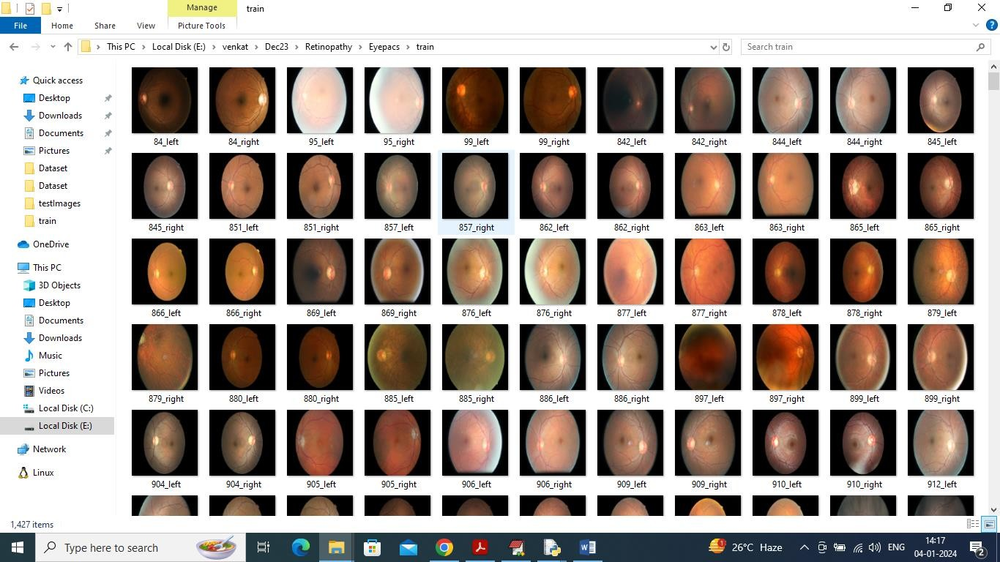 Manage
train
File
Home
Share
View
Picture Tools
This PC
Local Disk (E:)
venkat
Dec23
Retinopathy
Eyepacs
train
Search train
Quick access
Desktop
Downloads
Documents
Pictures
Dataset
Dataset
testImages
train
OneDrive
This PC
3D Objects
Desktop
Documents
Downloads
Music
Pictures
Videos
Local Disk (C:)
Local Disk (E:)
Network
Linux
84_left 84_right 95_left 95_right 99_left 99_right 842_left 842_right 844_left 844_right 845_left
845_right 851_left 851_right 857_left 857_right 862_left 862_right 863_left 863_right 865_left 865_right
866_left 866_right 869_left 869_right 876_left 876_right 877_left 877_right 878_left 878_right 879_left
879_right 880_left 880_right 885_left 885_right 886_left 886_right 897_left 897_right 899_left 899_right
904_left 904_right 905_left 905_right 906_left 906_right 909_left 909_right 910_left 910_right 912_left
1,427 items
Type here to search
1
26°C Haze
ENG
14:17
04-01-2024
2